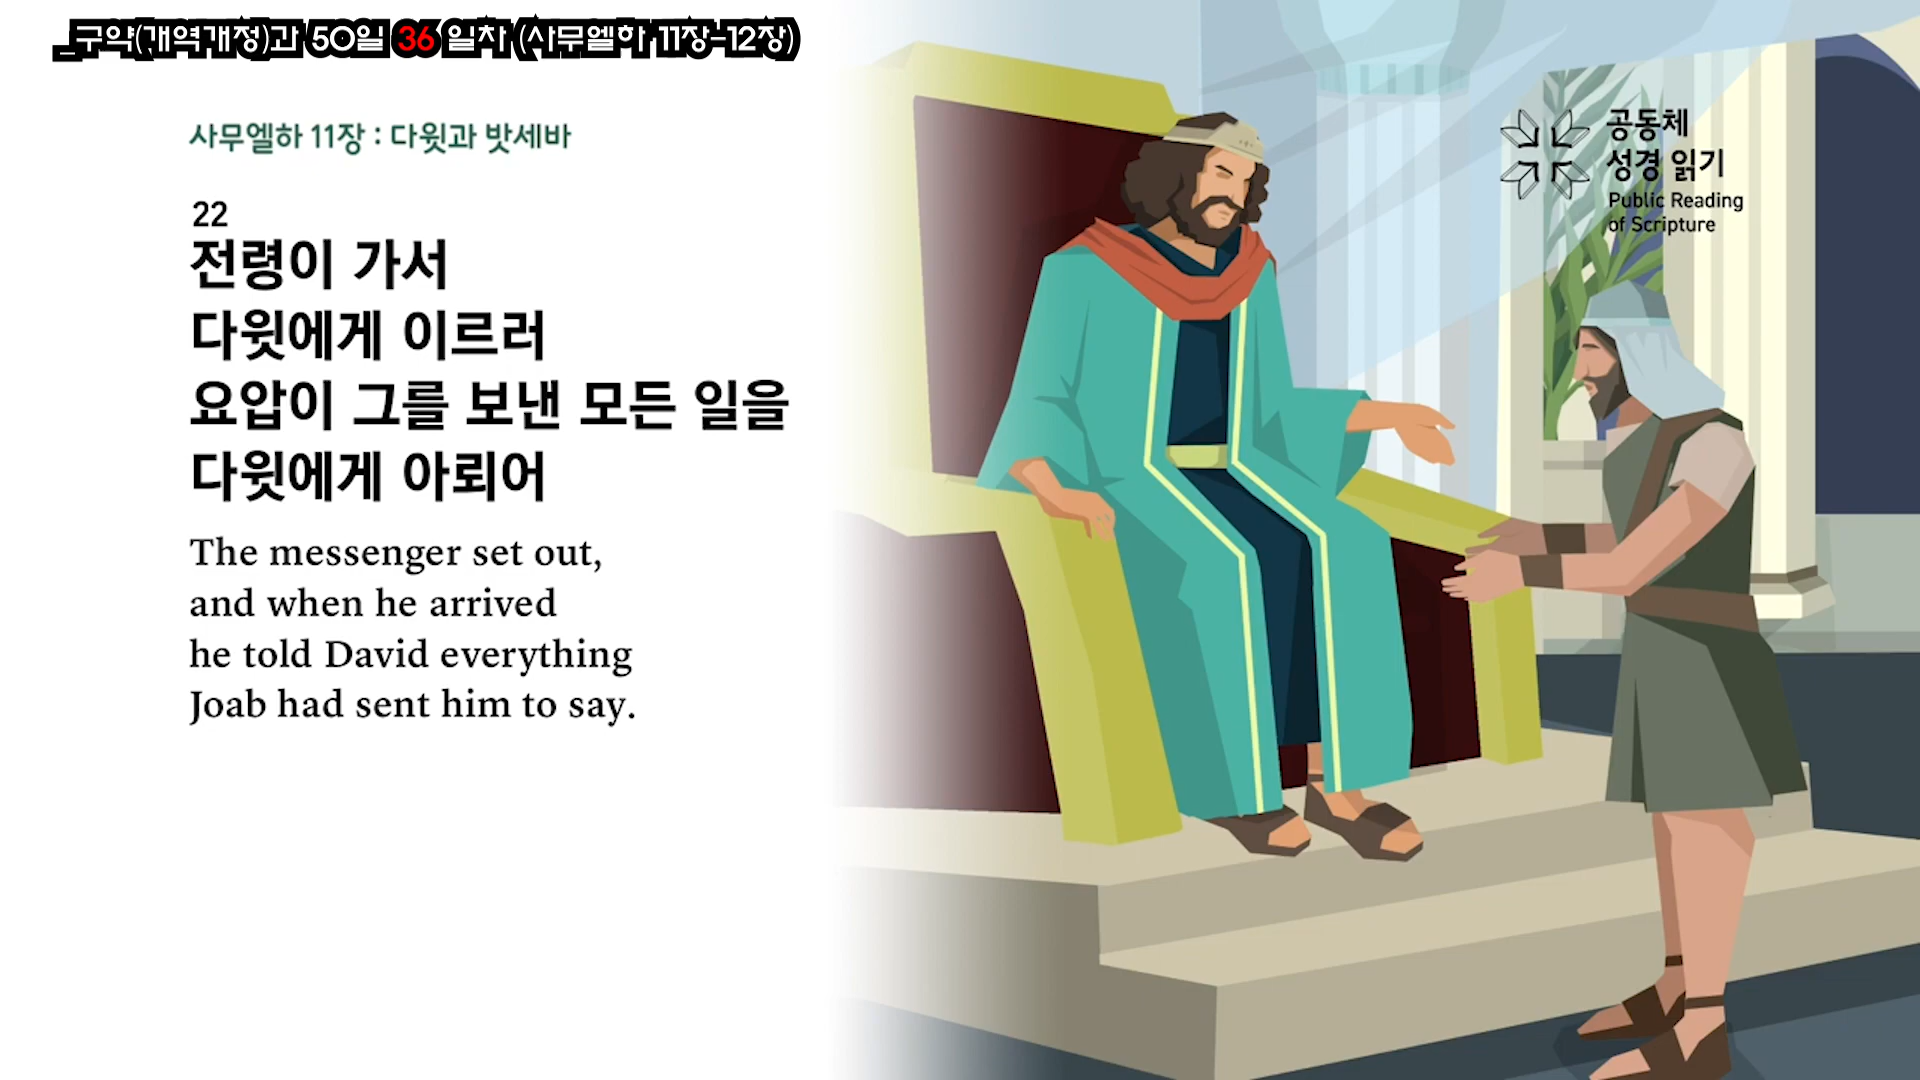 _구약(개역개정)과 50일 36 일차 (사무엘하 11장-12장)
사무엘하 11장 : 다윗과 밧세바
공동체
성경 읽기
Public Reading
of Scripture
22
전령이 가서
다윗에게 이르러
요압이 그를 보낸 모든 일을
다윗에게 아뢰어
The messenger set out,
and when he arrived
he told David everything
Joab had sent him to say.